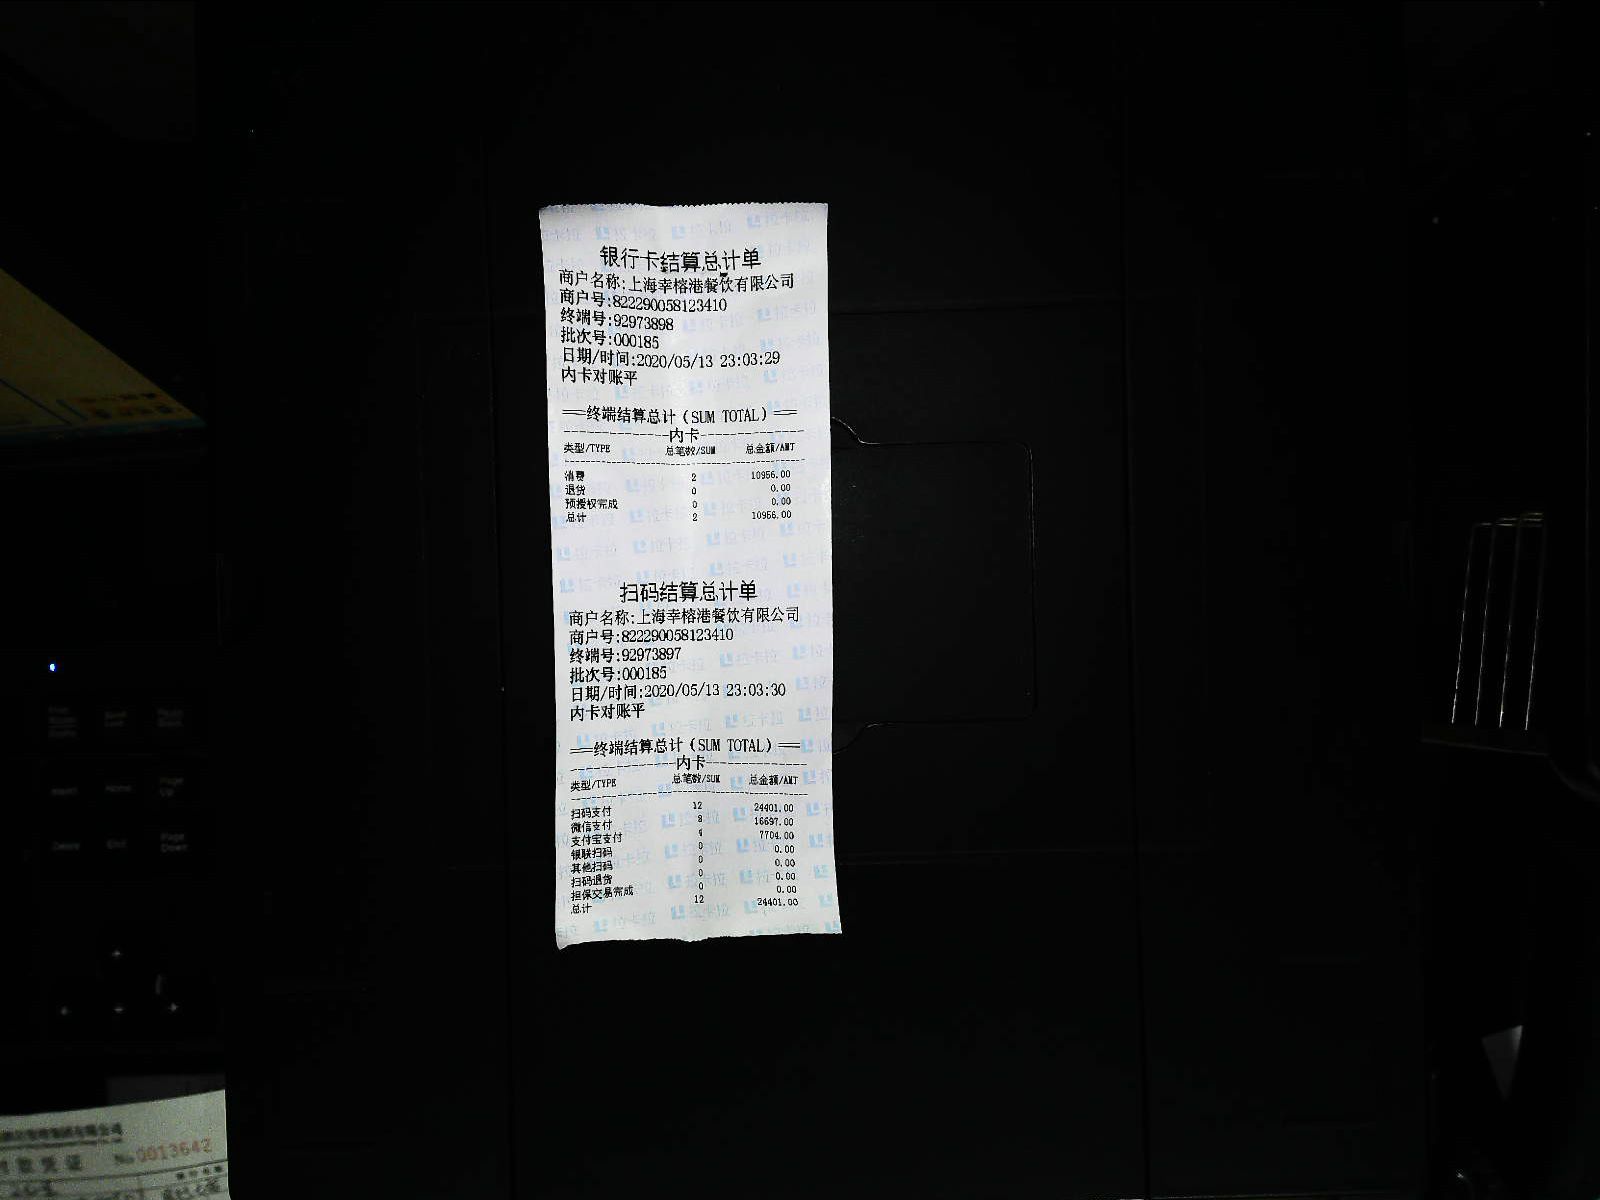 银行卡结算总计单
商户名称:上海幸榕港餐饮有限公司
商户号:822290058123410
终端号:92973898
批次号:000185
日期/时间:2020/05/13 23:03:29
内卡对账平
==终端结算总计(SUM TOTAL)==
内卡
类型/TYPE 总笔数/SUM 总金额/AMT
消费 2 10956.00
退货 0 0.00
预授权完成 0 0.00
总计 2 10956.00
扫码结算总计单
商户名称:上海幸榕港餐饮有限公司
商户号:822290058123410
终端号:92973897
批次号:000185
日期/时间:2020/05/13 23:03:30
内卡对账平
==终端结算总计(SUM TOTAL)==
内卡
类型/TYPE 总笔数/SUM 总金额/AMT
扫码支付 12 24401.00
微信支付 8 16697.00
支付宝支付 4 7704.00
银联扫码 0 0.00
其他扫码 0 0.00
扫码退货 0 0.00
担保交易完成 0 0.00
总计 12 24401.00
No 0013642